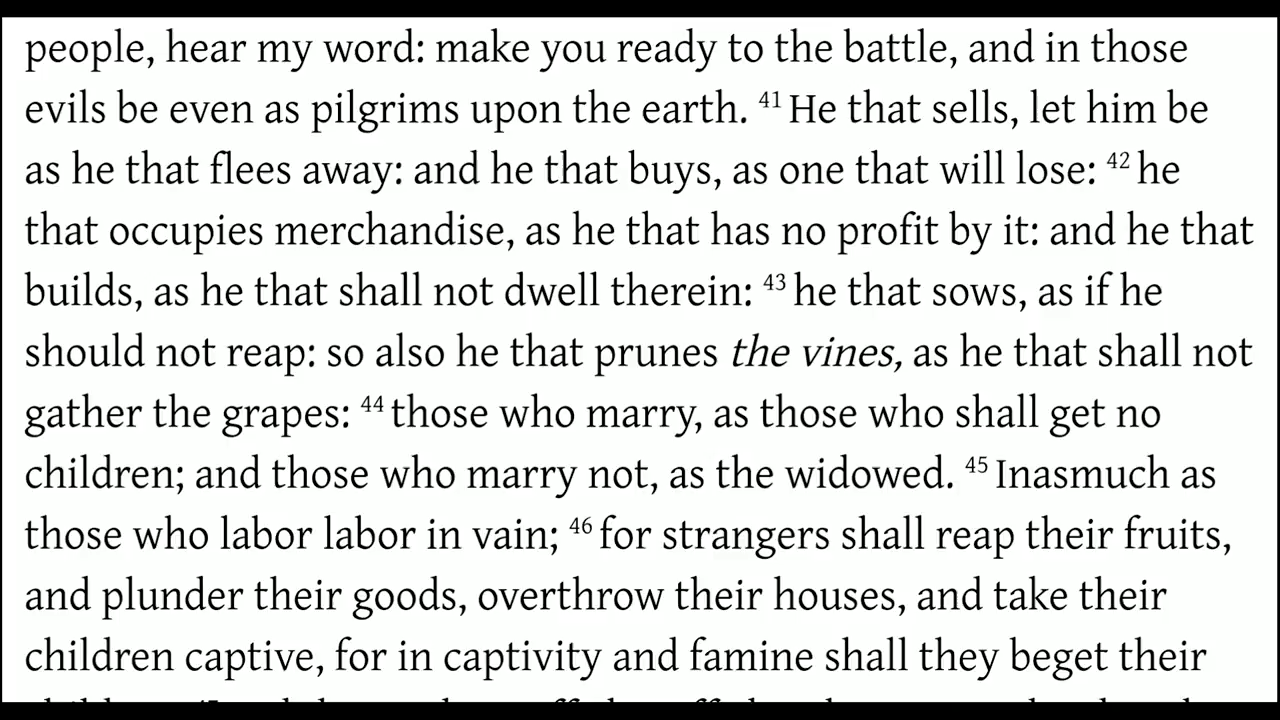 people, hear my word: make you ready to the battle, and in those
evils be even as pilgrims upon the earth. 41 He that sells, let him be
as he that flees away: and he that buys, as one that will lose: 42 he
that occupies merchandise, as he that has no profit by it: and he that
builds, as he that shall not dwell therein: 43 he that sows, as if he
should not reap: so also he that prunes the vines, as he that shall not
gather the grapes: 44 those who marry, as those who shall get no
children; and those who marry not, as the widowed. 45 Inasmuch as
those who labor labor in vain; 46 for strangers shall reap their fruits,
and plunder their goods, overthrow their houses, and take their
children captive, for in captivity and famine shall they beget their